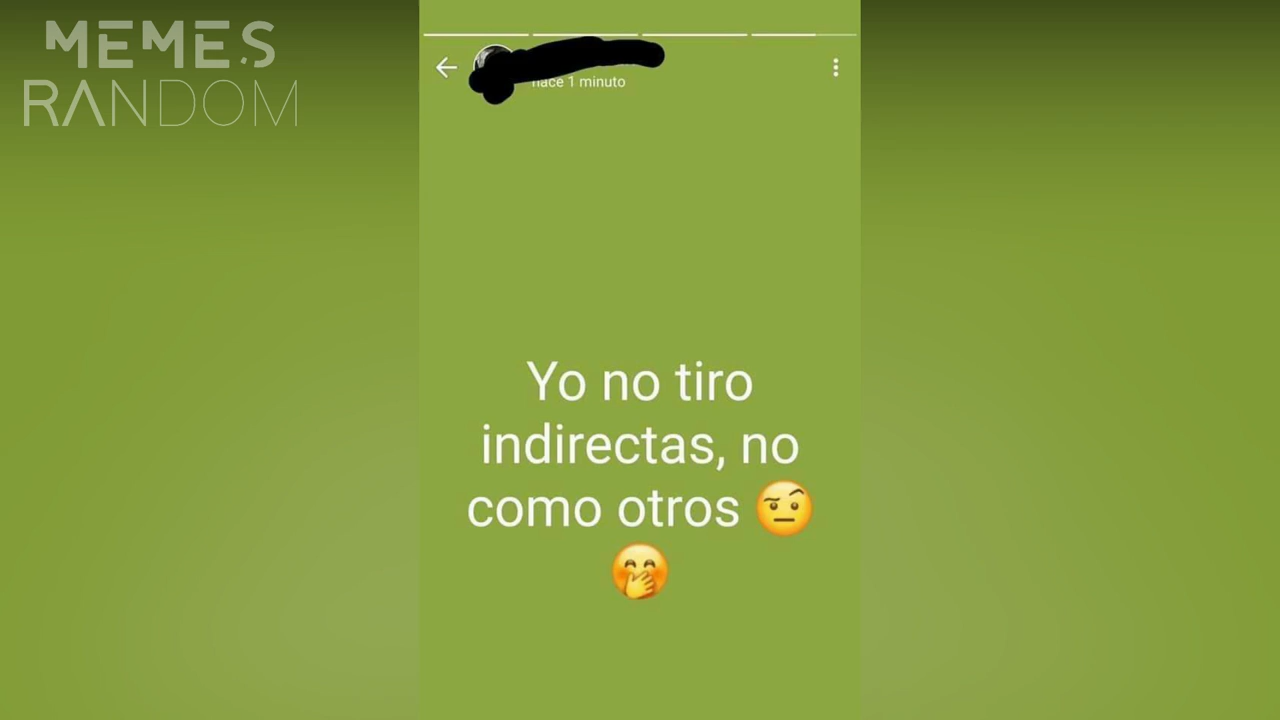 MEMES
RANDOM
hace 1 minuto
Yo no tiro
indirectas, no
como otros 🤨
🤭